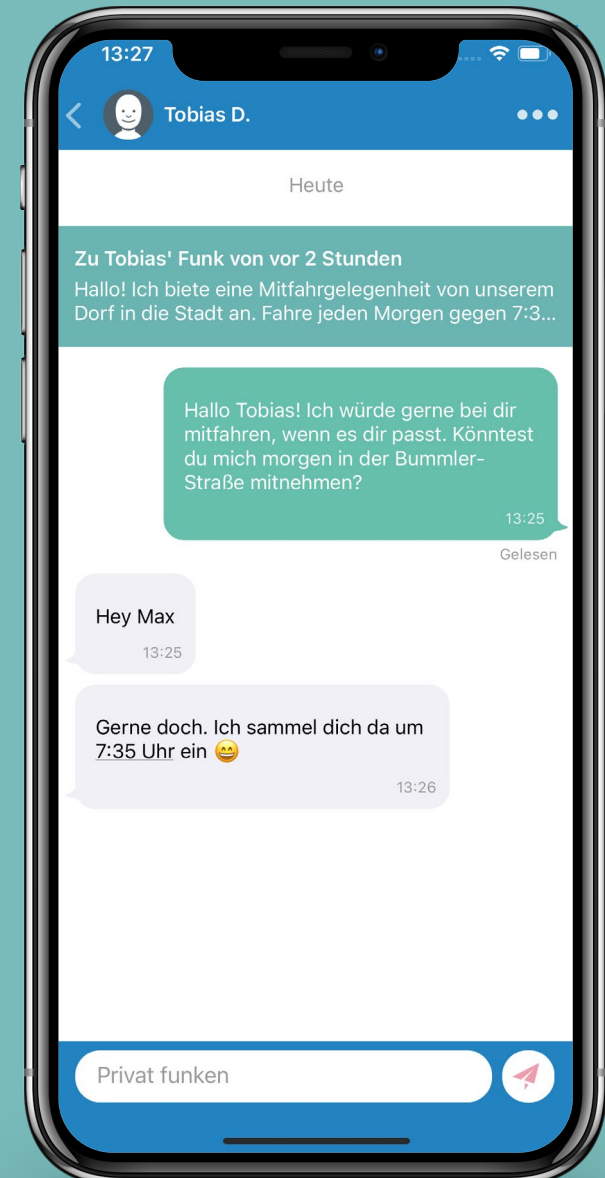 13:27
Tobias D.
Heute
Zu Tobias' Funk von vor 2 Stunden
Hallo! Ich biete eine Mitfahrgelegenheit von unserem
Dorf in die Stadt an. Fahre jeden Morgen gegen 7:3...
Hallo Tobias! Ich würde gerne bei dir
mitfahren, wenn es dir passt. Könntest
du mich morgen in der Bummler-
Straße mitnehmen?
13:25
Gelesen
Hey Max
13:25
Gerne doch. Ich sammel dich da um
7:35 Uhr ein 😄
13:26
Privat funken